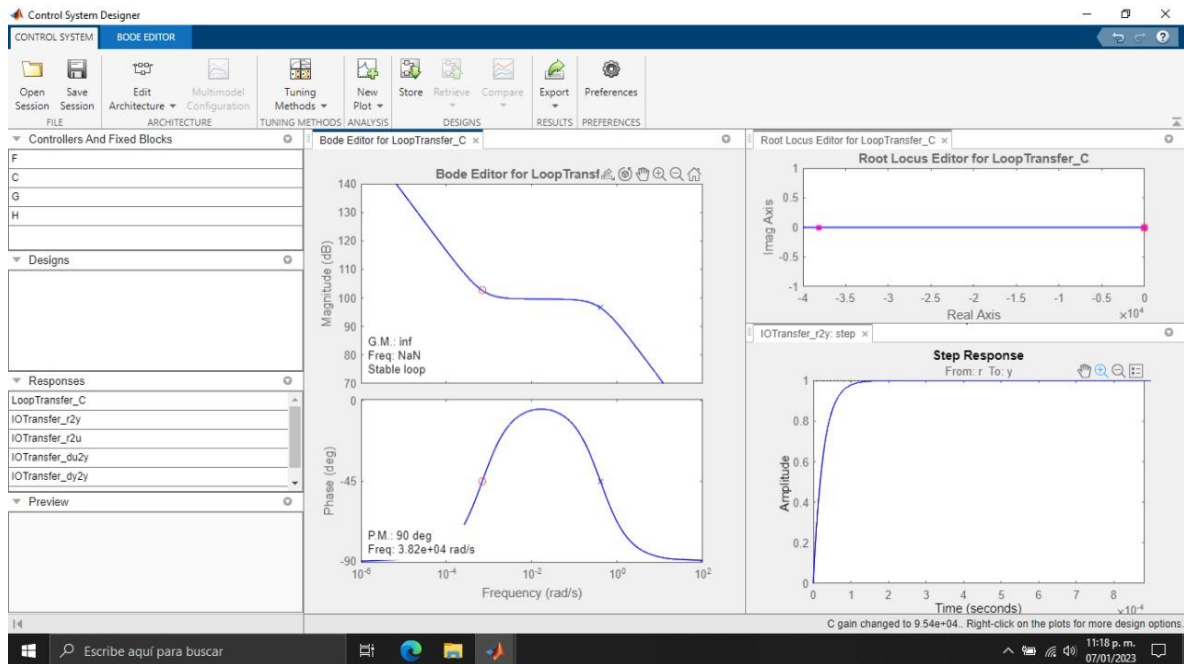 Control System Designer
CONTROL SYSTEM
BODE EDITOR
Open Session
Save Session
Edit Architecture
Multimodel Configuration
Tuning Methods
New Plot
Store
Retrieve
Compare
Export
Preferences
FILE
ARCHITECTURE
TUNING METHODS
ANALYSIS
DESIGNS
RESULTS
PREFERENCES
Controllers And Fixed Blocks
F
C
G
H
Designs
Responses
LoopTransfer_C
IOTransfer_r2y
IOTransfer_r2u
IOTransfer_du2y
IOTransfer_dy2y
Preview
Bode Editor for LoopTransfer_C ×
Bode Editor for LoopTransf
140
130
120
110
100
90
80
70
Magnitude (dB)
G.M.: inf
Freq: NaN
Stable loop
0
-45
-90
Phase (deg)
P.M.: 90 deg
Freq: 3.82e+04 rad/s
10^-6
10^-4
10^-2
10^0
10^2
Frequency (rad/s)
Root Locus Editor for LoopTransfer_C ×
Root Locus Editor for LoopTransfer_C
1
0.5
0
-0.5
-1
Imag Axis
-4 -3.5 -3 -2.5 -2 -1.5 -1 -0.5 0
Real Axis
×10^4
IOTransfer_r2y: step ×
Step Response
From: r To: y
1
0.8
0.6
0.4
0.2
0
Amplitude
0 1 2 3 4 5 6 7 8
Time (seconds)
×10^-4
C gain changed to 9.54e+04.. Right-click on the plots for more design options.
Escribe aquí para buscar
11:18 p. m.
07/01/2023